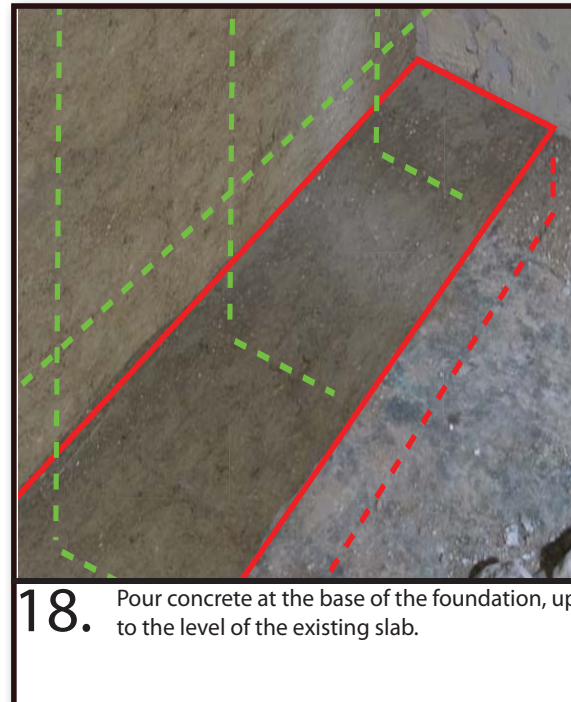 18. Pour concrete at the base of the foundation, up
to the level of the existing slab.